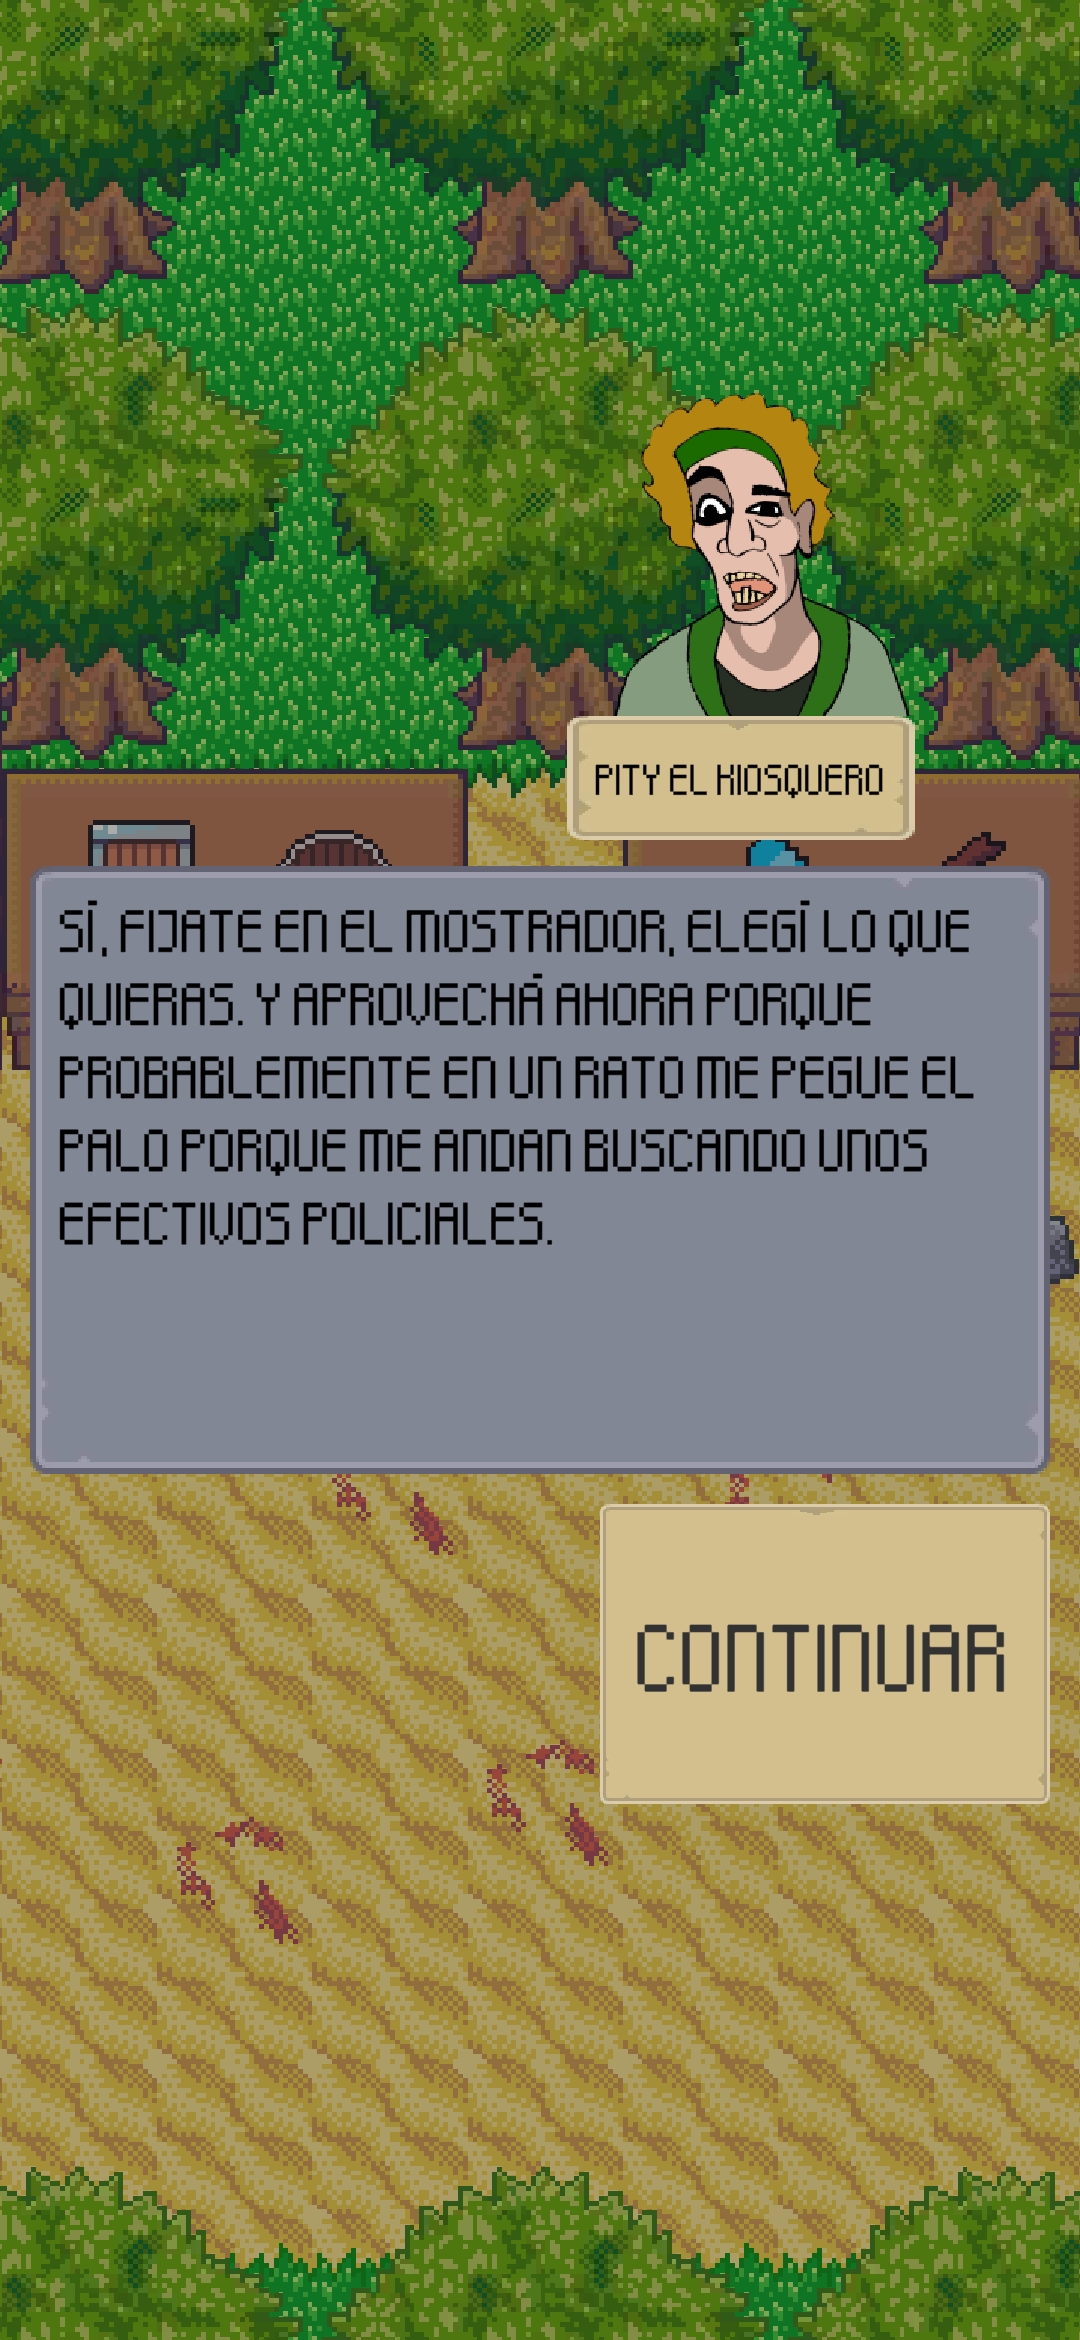 PITY EL KIOSQUERO
SÍ, FIJATE EN EL MOSTRADOR, ELEGÍ LO QUE
QUIERAS. Y APROVECHÁ AHORA PORQUE
PROBABLEMENTE EN UN RATO ME PEGUE EL
PALO PORQUE ME ANDAN BUSCANDO UNOS
EFECTIVOS POLICIALES.
CONTINUAR